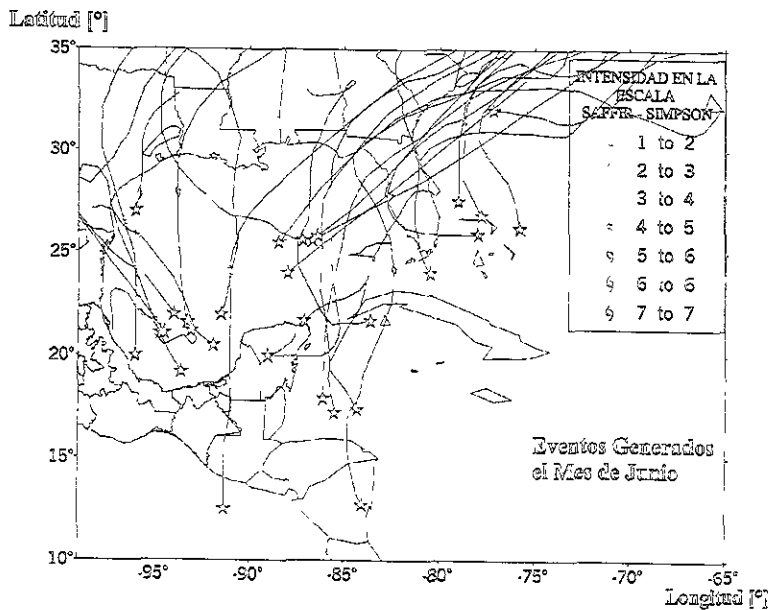 Latitud [°]
35°
30°
25°
20°
15°
10°
INTENSIDAD EN LA
ESCALA
SAFFIR - SIMPSON
1 to 2
2 to 3
3 to 4
4 to 5
5 to 6
6 to 6
7 to 7
Eventos Generados
el Mes de Junio
-95° -90° -85° -80° -75° -70° -65°
Longitud [°]